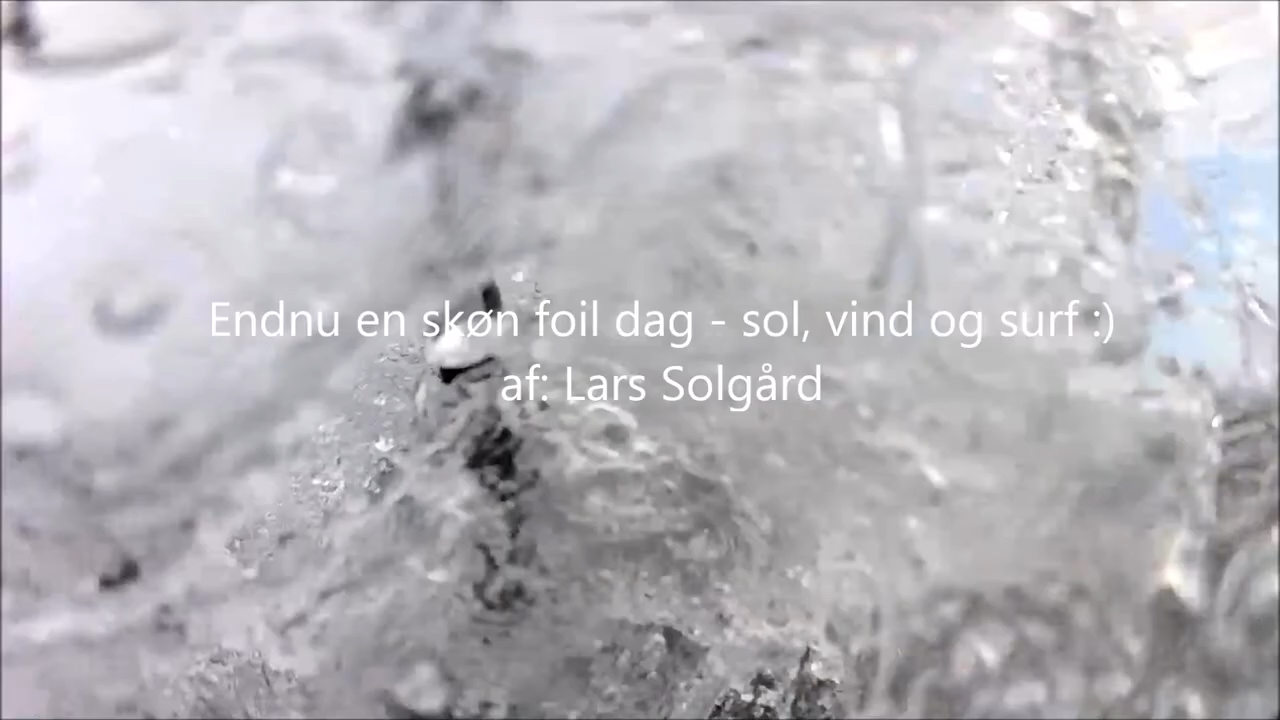 Endnu en skøn foil dag - sol, vind og surf :)
af: Lars Solgård